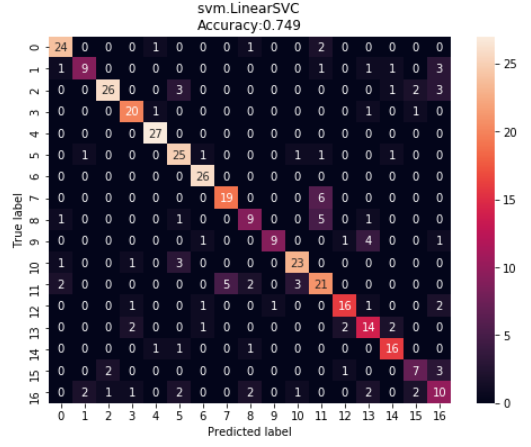 svm.LinearSVC
Accuracy:0.749
0 24 0 0 0 1 0 0 0 1 0 0 2 0 0 0 0 0
1 1 9 0 0 0 0 0 0 0 0 0 1 0 1 1 0 3
2 0 0 26 0 0 3 0 0 0 0 0 0 0 0 1 2 3
3 0 0 0 20 1 0 0 0 0 0 0 0 0 1 0 1 0
4 0 0 0 0 27 0 0 0 0 0 0 0 0 0 0 0 0
5 0 1 0 0 0 25 1 0 0 0 1 1 0 0 1 0 0
6 0 0 0 0 0 0 26 0 0 0 0 0 0 0 0 0 0
7 0 0 0 0 0 0 0 19 0 0 0 6 0 0 0 0 0
8 1 0 0 0 0 1 0 0 9 0 0 5 0 1 0 0 0
9 0 0 0 0 0 0 1 0 0 9 0 0 1 4 0 0 1
10 1 0 0 1 0 3 0 0 0 0 23 0 0 0 0 0 0
11 2 0 0 0 0 0 0 5 2 0 3 21 0 0 0 0 0
12 0 0 0 1 0 0 1 0 0 1 0 0 16 1 0 0 2
13 0 0 0 2 0 0 1 0 0 0 0 0 2 14 2 0 0
14 0 0 0 0 1 1 0 0 1 0 0 0 0 0 16 0 0
15 0 0 2 0 0 0 0 0 0 0 0 0 1 0 0 7 3
16 0 2 1 1 0 2 0 0 2 0 1 0 0 2 0 2 10
0 1 2 3 4 5 6 7 8 9 10 11 12 13 14 15 16
Predicted label
True label
25
20
15
10
5
0